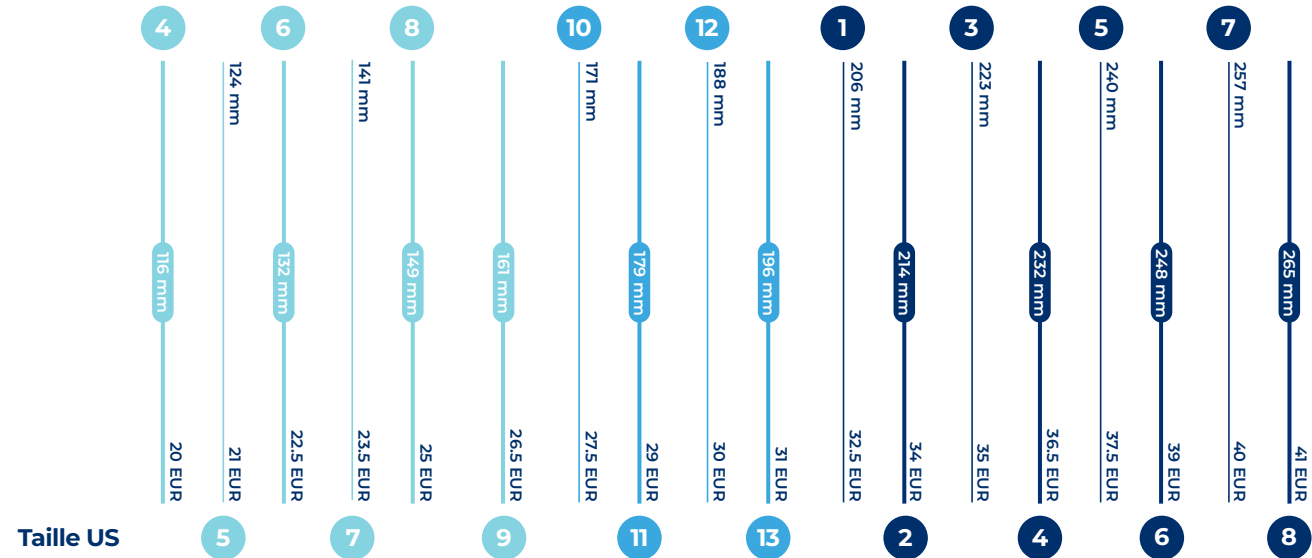 4 6 8 10 12 1 3 5 7
124 mm
141 mm
171 mm
188 mm
206 mm
223 mm
240 mm
257 mm
116 mm
132 mm
149 mm
161 mm
179 mm
196 mm
214 mm
232 mm
248 mm
265 mm
20 EUR
21 EUR
22.5 EUR
23.5 EUR
25 EUR
26.5 EUR
27.5 EUR
29 EUR
30 EUR
31 EUR
32.5 EUR
34 EUR
35 EUR
36.5 EUR
37.5 EUR
39 EUR
40 EUR
41 EUR
Taille US 5 7 9 11 13 2 4 6 8